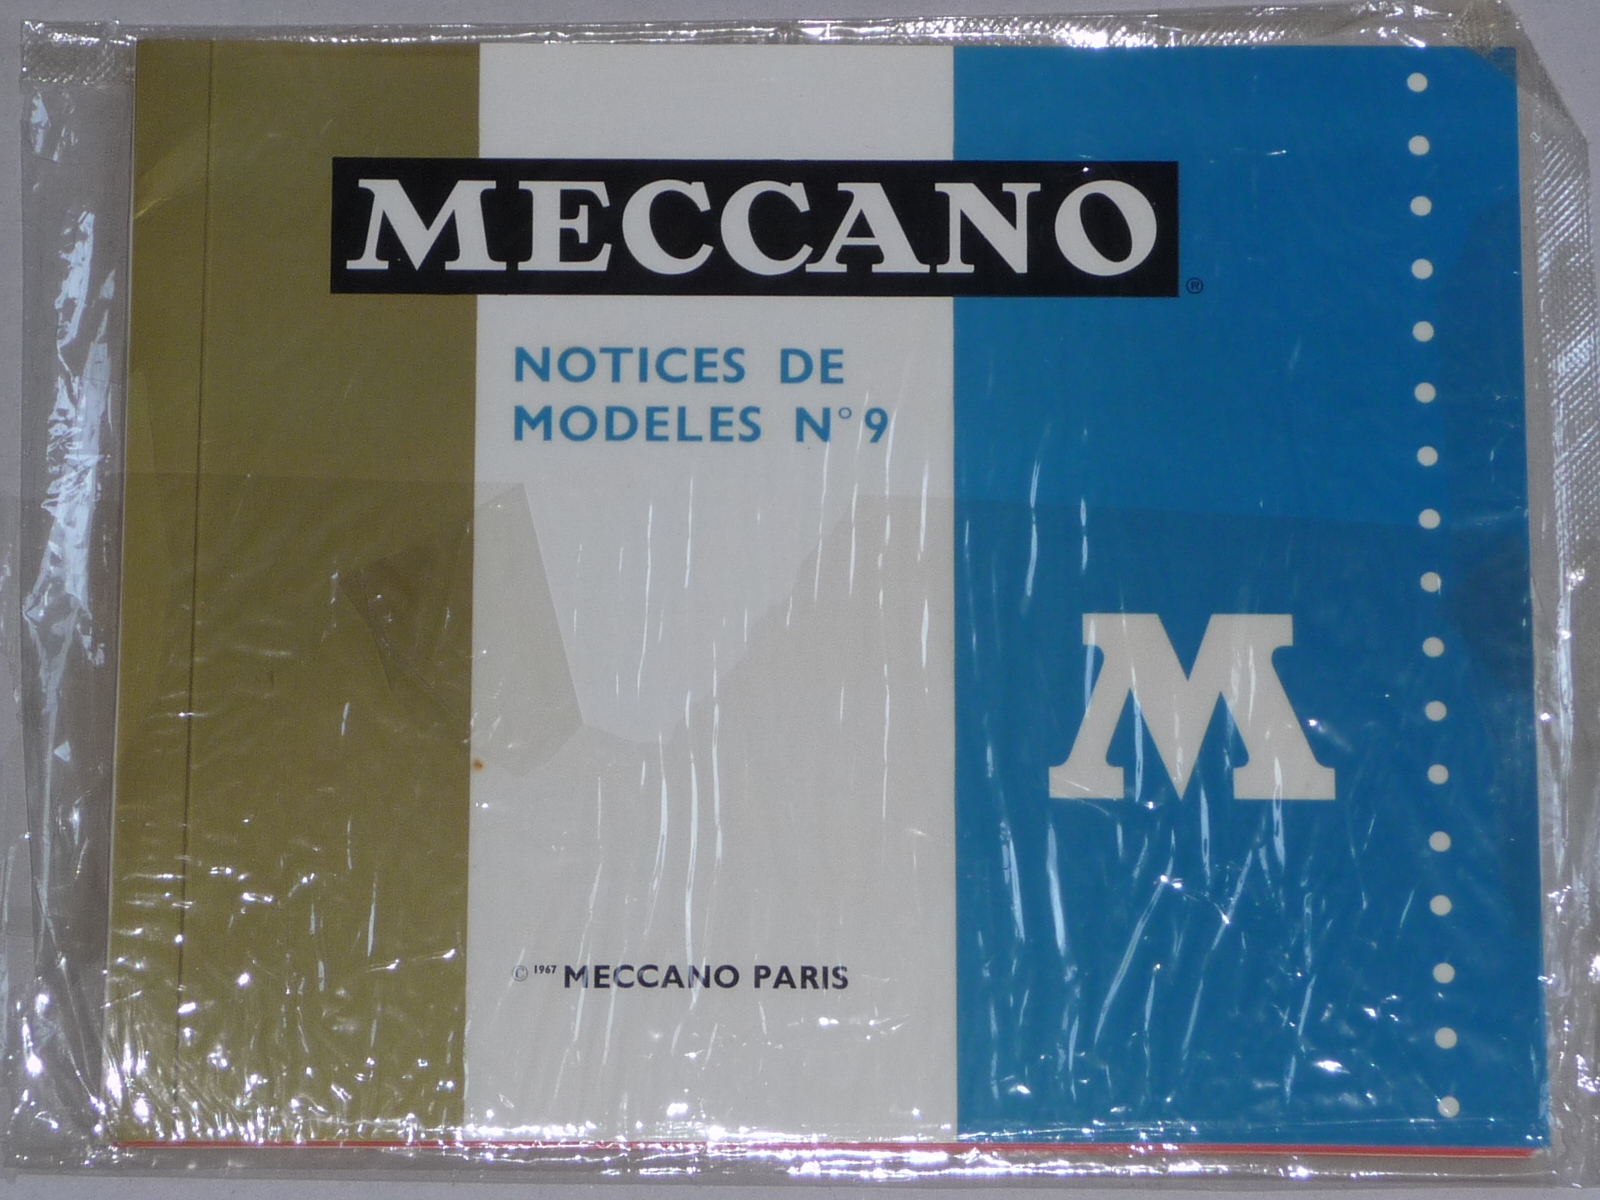 MECCANO
®
NOTICES DE
MODELES N° 9
M
© 1967 MECCANO PARIS